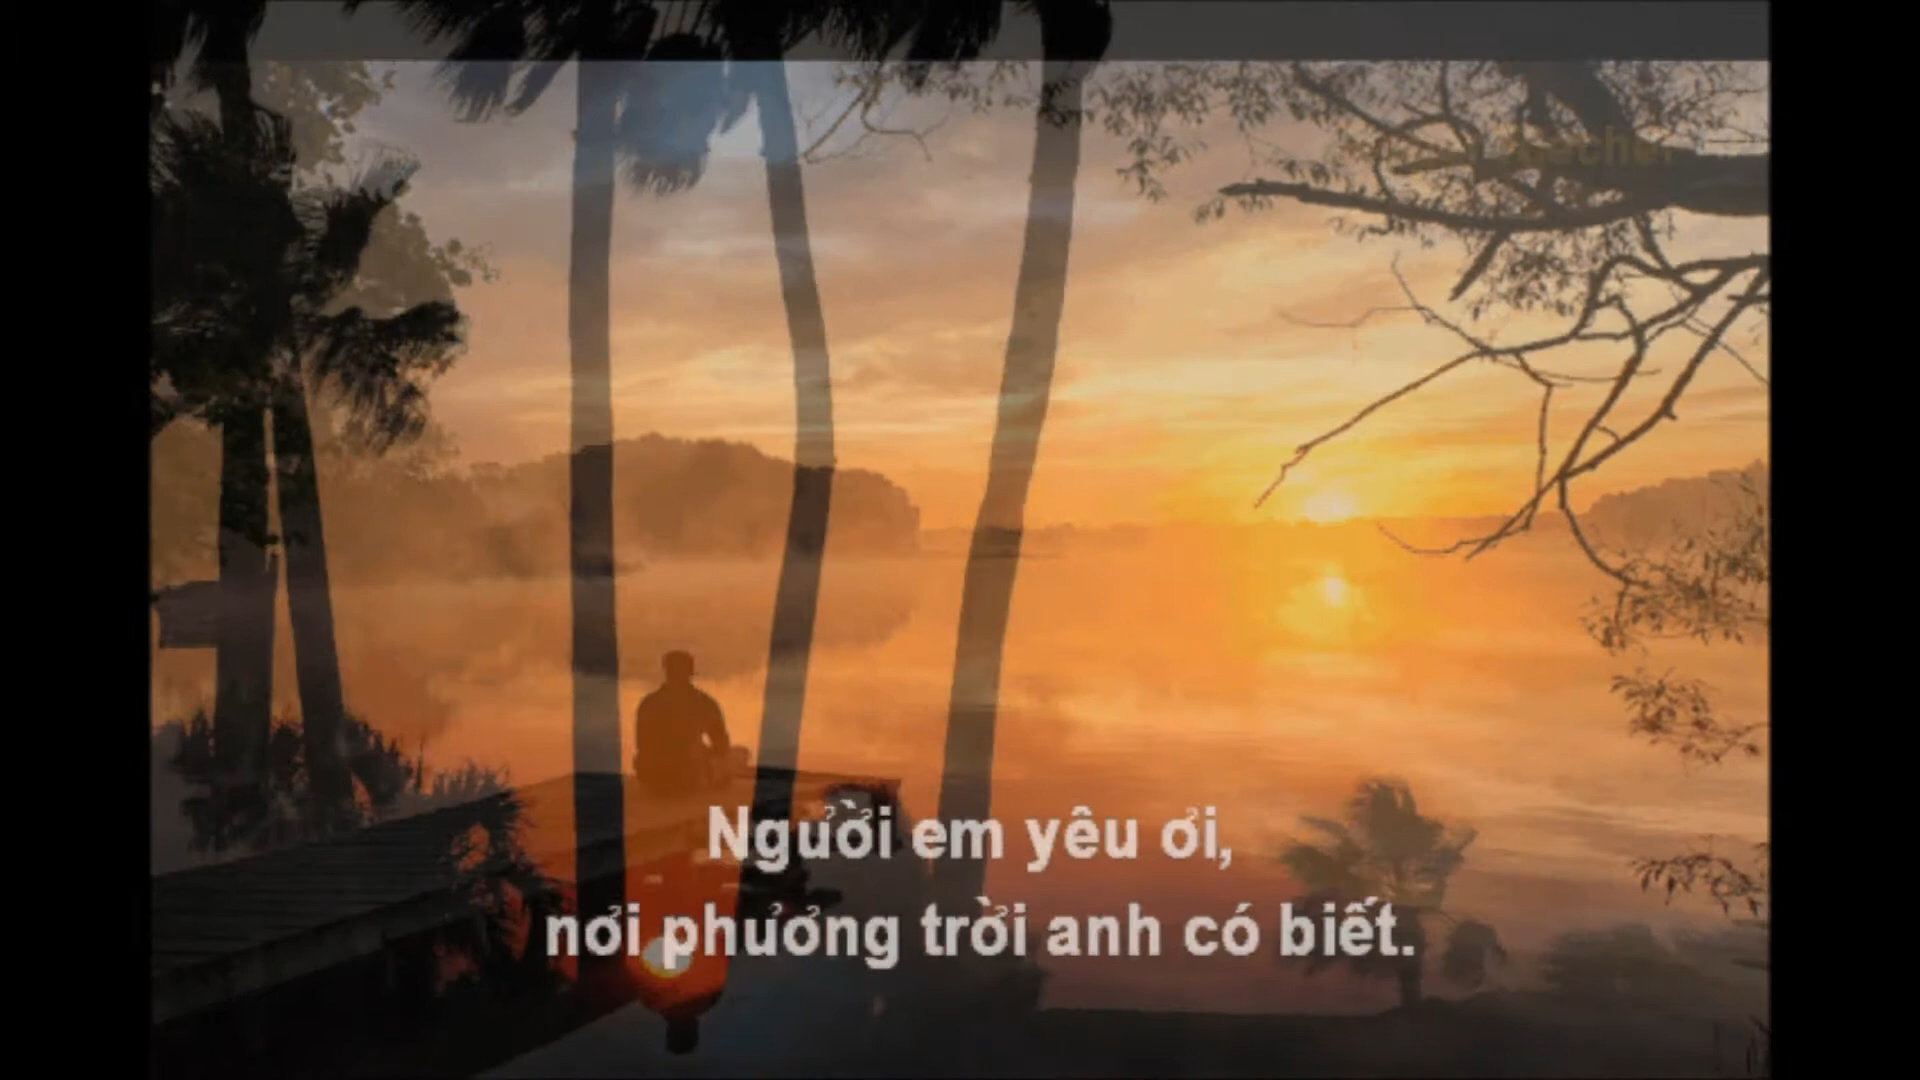 Người em yêu ơi,
nơi phương trời anh có biết.